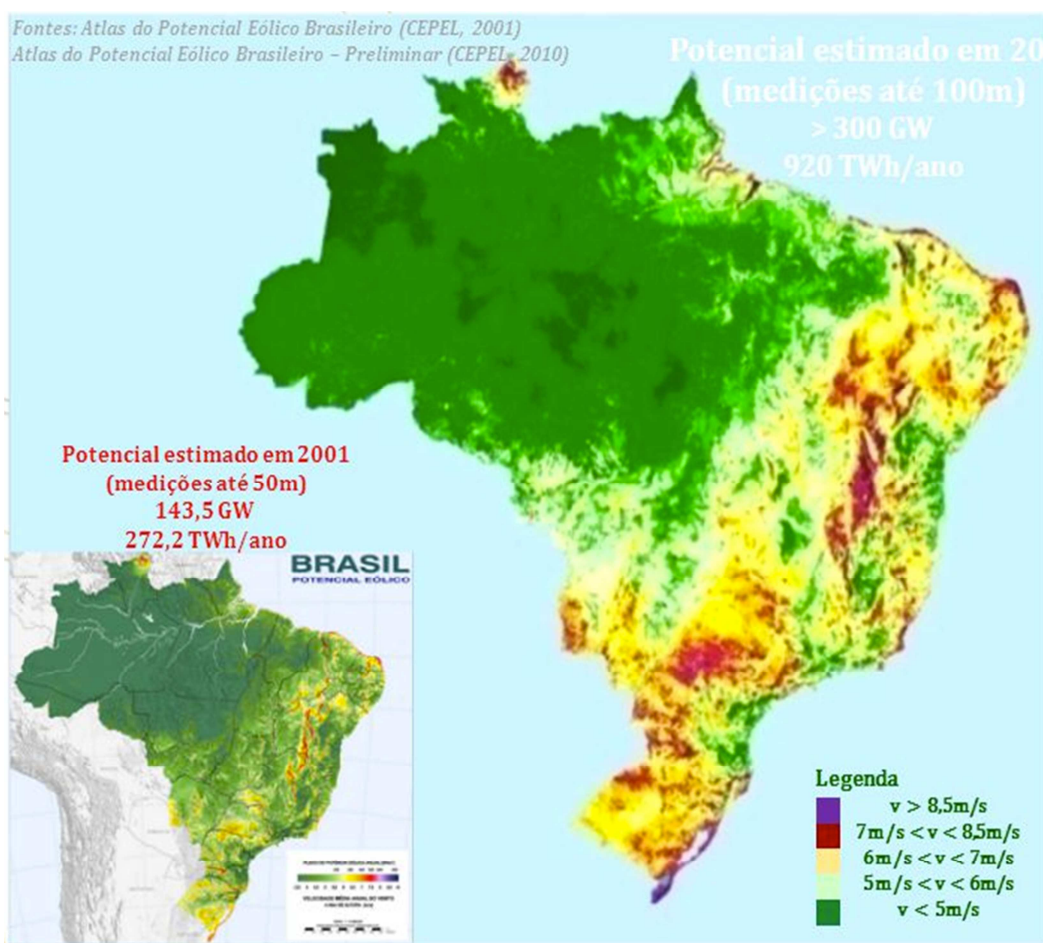 Fontes: Atlas do Potencial Eólico Brasileiro (CEPEL, 2001)
Atlas do Potencial Eólico Brasileiro – Preliminar (CEPEL, 2010)
Potencial estimado em 20
(medições até 100m)
> 300 GW
920 TWh/ano
Potencial estimado em 2001
(medições até 50m)
143,5 GW
272,2 TWh/ano
BRASIL
POTENCIAL EÓLICO
Legenda
v > 8,5m/s
7m/s < v < 8,5m/s
6m/s < v < 7m/s
5m/s < v < 6m/s
v < 5m/s